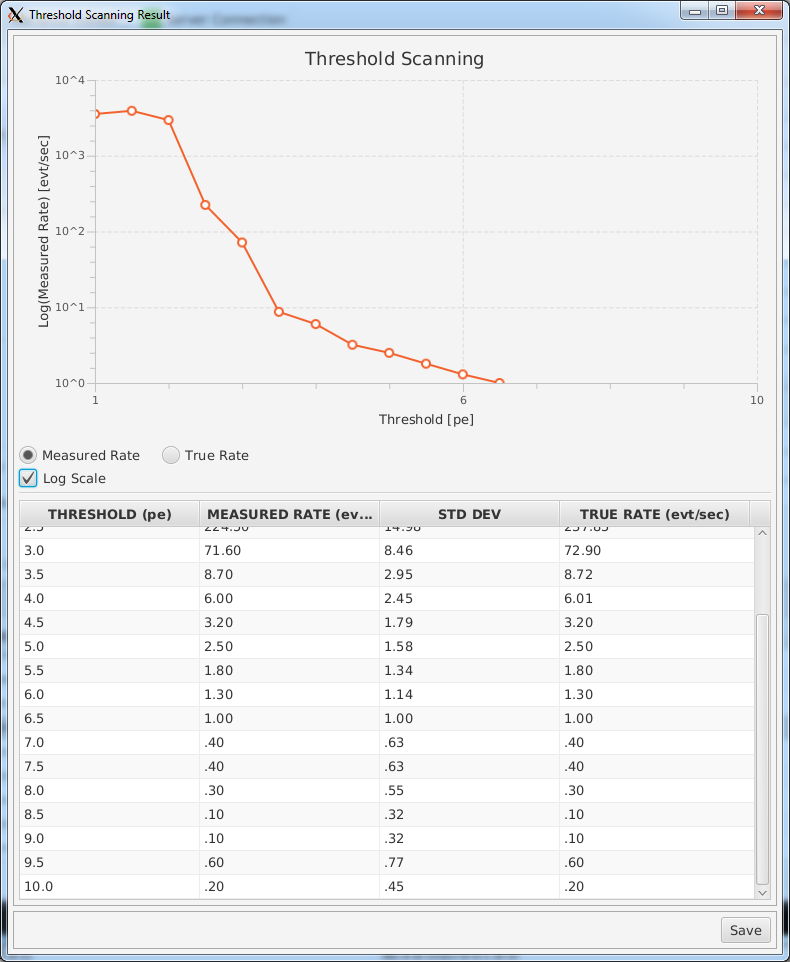 Threshold Scanning Result
Threshold Scanning
10^4
10^3
10^2
10^1
10^0
Log(Measured Rate) [evt/sec]
1 6 10
Threshold [pe]
Measured Rate True Rate
Log Scale
THRESHOLD (pe) MEASURED RATE (ev... STD DEV TRUE RATE (evt/sec)
3.0 71.60 8.46 72.90
3.5 8.70 2.95 8.72
4.0 6.00 2.45 6.01
4.5 3.20 1.79 3.20
5.0 2.50 1.58 2.50
5.5 1.80 1.34 1.80
6.0 1.30 1.14 1.30
6.5 1.00 1.00 1.00
7.0 .40 .63 .40
7.5 .40 .63 .40
8.0 .30 .55 .30
8.5 .10 .32 .10
9.0 .10 .32 .10
9.5 .60 .77 .60
10.0 .20 .45 .20
Save